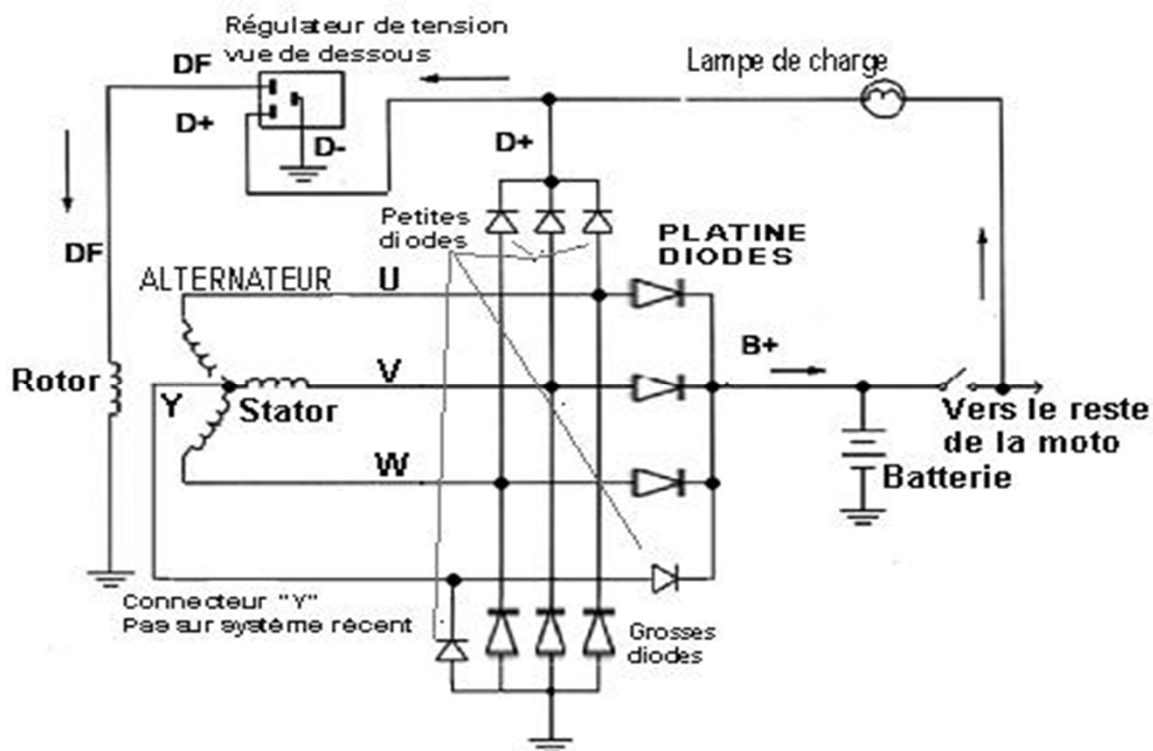 Régulateur de tension
vue de dessous
DF
D+
D-
Lampe de charge
D+
DF
Petites
diodes
PLATINE
DIODES
ALTERNATEUR
U
B+
Rotor
V
Y
Stator
Vers le reste
de la moto
W
Batterie
Connecteur "Y"
Pas sur système récent
Grosses
diodes